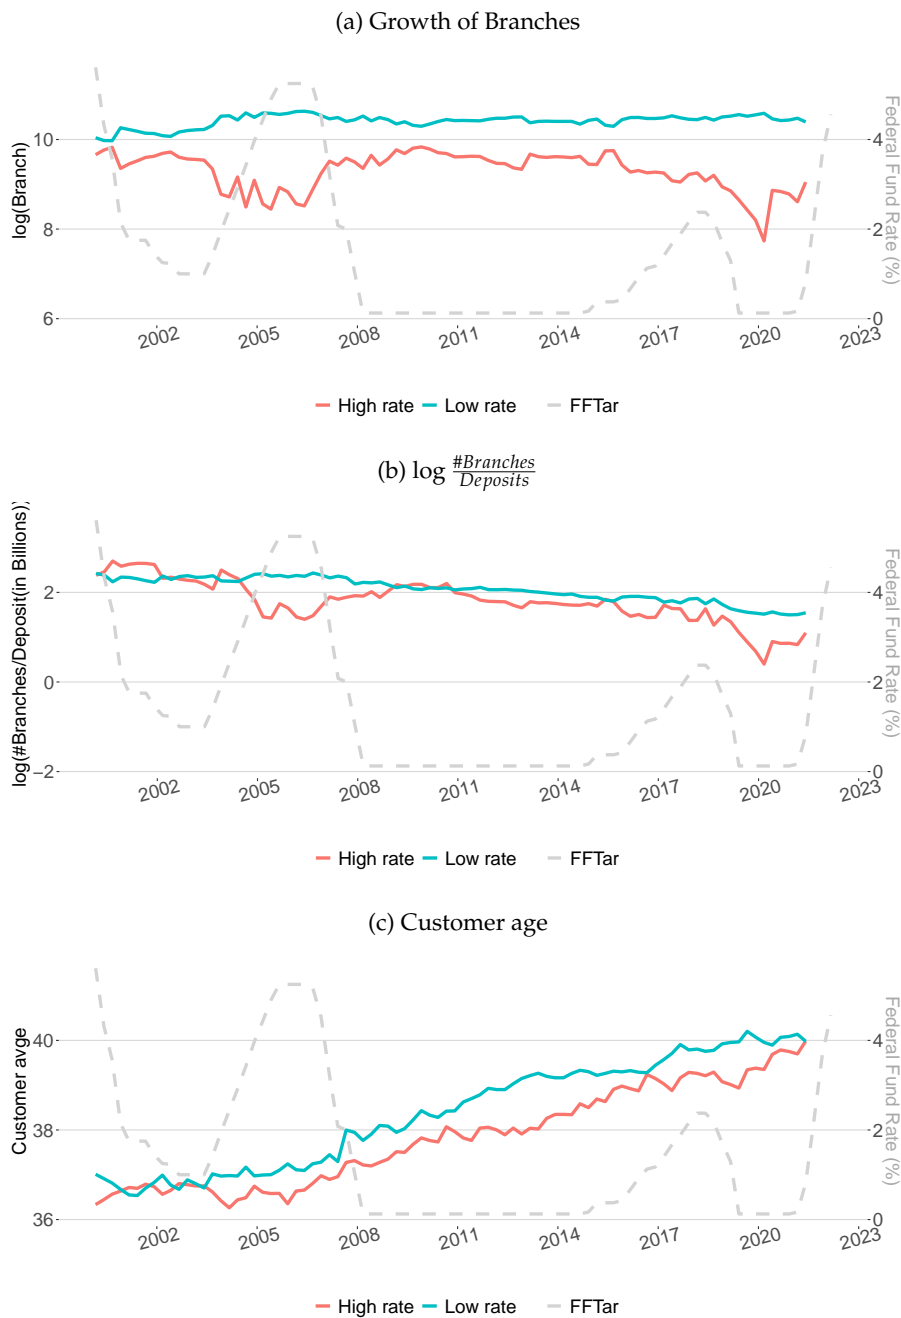 (a) Growth of Branches
log(Branch)
10
8
6
4
2
0
Federal Fund Rate (%)
2002 2005 2008 2011 2014 2017 2020 2023
High rate Low rate FFTar
(b) log #Branches/Deposits
log(#Branches/Deposit(in Billions))
2
0
−2
4
2
0
Federal Fund Rate (%)
2002 2005 2008 2011 2014 2017 2020 2023
High rate Low rate FFTar
(c) Customer age
Customer avge
40
38
36
4
2
0
Federal Fund Rate (%)
2002 2005 2008 2011 2014 2017 2020 2023
High rate Low rate FFTar